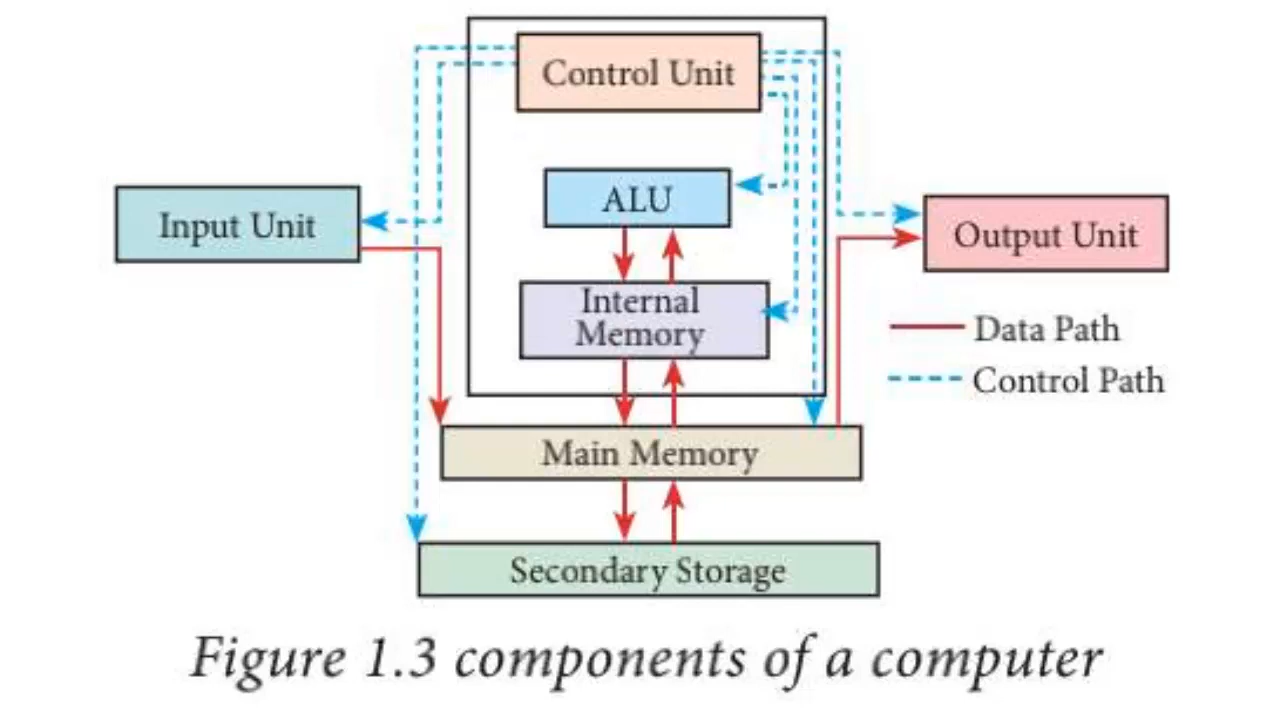 Control Unit
ALU
Input Unit
Output Unit
Internal
Memory
Data Path
Control Path
Main Memory
Secondary Storage
Figure 1.3 components of a computer